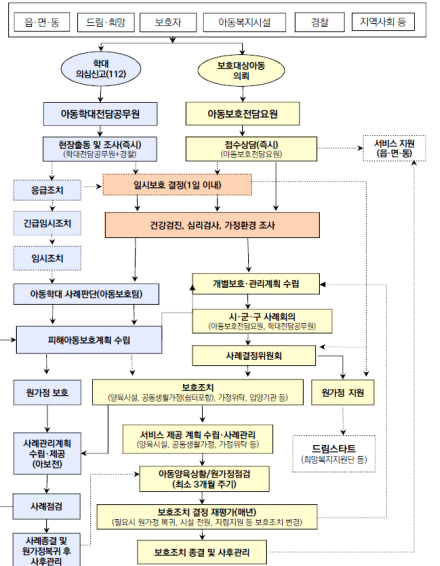 읍·면·동
드림·희망
보호자
아동복지시설
경찰
지역사회 등
학대
의심신고(112)
보호대상아동
의뢰
아동학대전담공무원
아동보호전담요원
현장출동 및 조사(즉시)
(학대전담공무원+경찰)
접수상담(즉시)
(아동보호전담요원)
서비스 지원
(읍·면·동)
응급조치
일시보호 결정(1일 이내)
긴급임시조치
건강검진, 심리검사, 가정환경 조사
임시조치
개별보호·관리계획 수립
아동학대 사례판단(아동보호팀)
시·군·구 사례회의
(아동보호전담요원, 학대전담공무원)
피해아동보호계획 수립
사례결정위원회
원가정 보호
보호조치
(양육시설, 공동생활가정(쉼터포함), 가정위탁, 입양기관 등)
원가정 지원
사례관리계획
수립·제공
(아보전)
서비스 제공 계획 수립·사례관리
(양육시설, 공동생활가정, 가정위탁 등)
드림스타트
(희망복지지원단 등)
아동양육상황/원가정점검
(최소 3개월 주기)
사례점검
보호조치 결정 재평가(매년)
(필요시 원가정 복귀, 시설 전원, 자립지원 등 보호조치 변경)
사례종결 및
원가정복귀 후
사후관리
보호조치 종결 및 사후관리